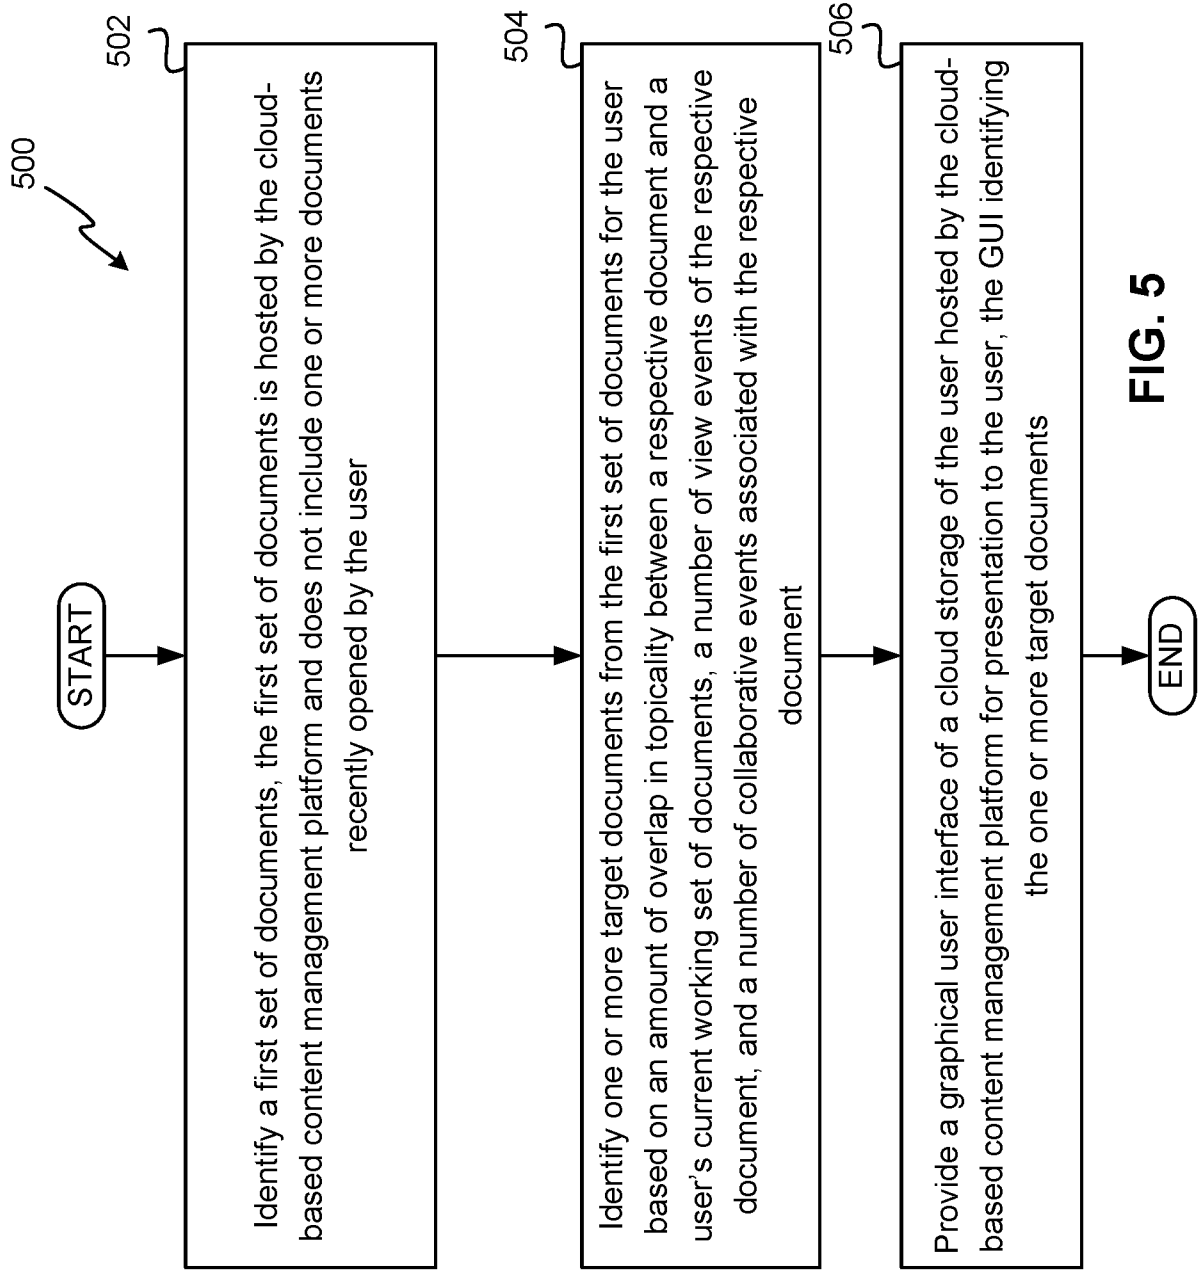 500
START
502
Identify a first set of documents, the first set of documents is hosted by the cloud-
based content management platform and does not include one or more documents
recently opened by the user
504
Identify one or more target documents from the first set of documents for the user
based on an amount of overlap in topicality between a respective document and a
user's current working set of documents, a number of view events of the respective
document, and a number of collaborative events associated with the respective
document
506
Provide a graphical user interface of a cloud storage of the user hosted by the cloud-
based content management platform for presentation to the user, the GUI identifying
the one or more target documents
END
FIG. 5